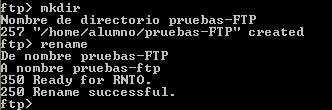 ftp> mkdir
Nombre de directorio pruebas-FTP
257 "/home/alumno/pruebas-FTP" created
ftp> rename
De nombre pruebas-FTP
A nombre pruebas-ftp
350 Ready for RNTO.
250 Rename successful.
ftp>